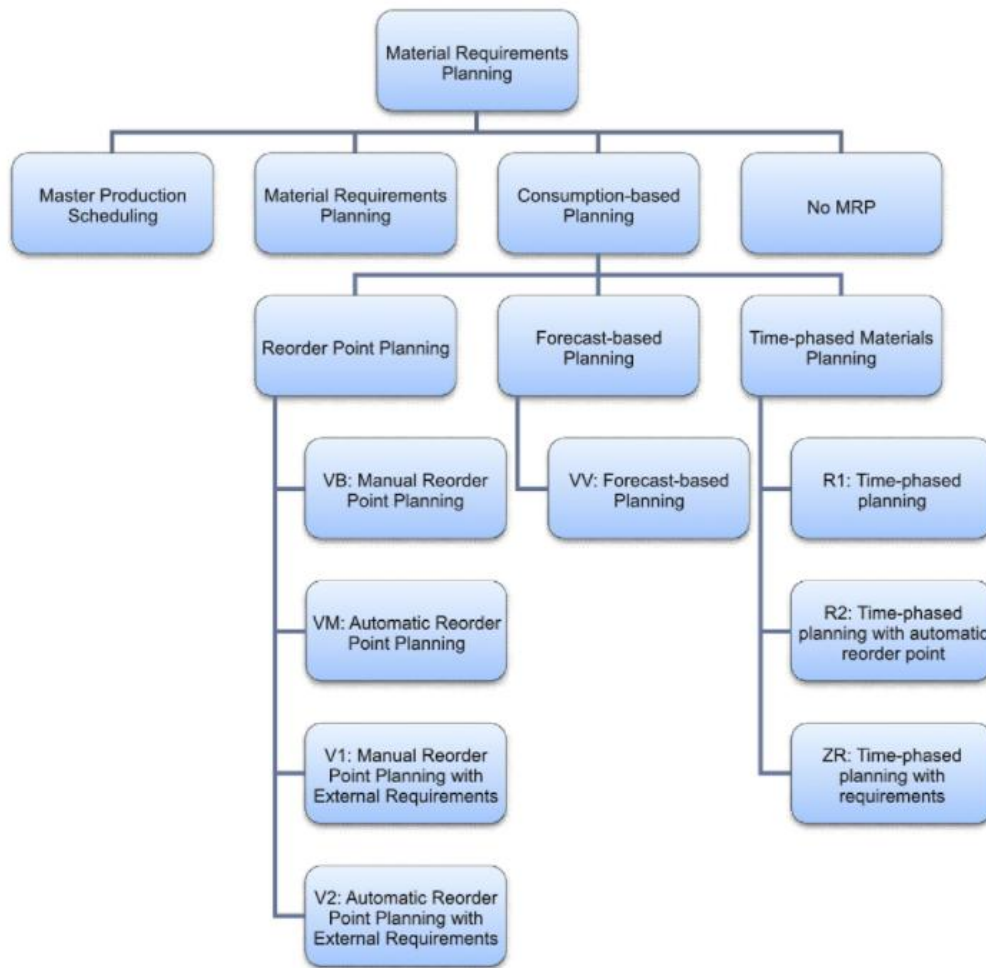 Material Requirements
Planning
Master Production
Scheduling
Material Requirements
Planning
Consumption-based
Planning
No MRP
Reorder Point Planning
Forecast-based
Planning
Time-phased Materials
Planning
VB: Manual Reorder
Point Planning
VV: Forecast-based
Planning
R1: Time-phased
planning
VM: Automatic Reorder
Point Planning
R2: Time-phased
planning with automatic
reorder point
V1: Manual Reorder
Point Planning with
External Requirements
ZR: Time-phased
planning with
requirements
V2: Automatic Reorder
Point Planning with
External Requirements